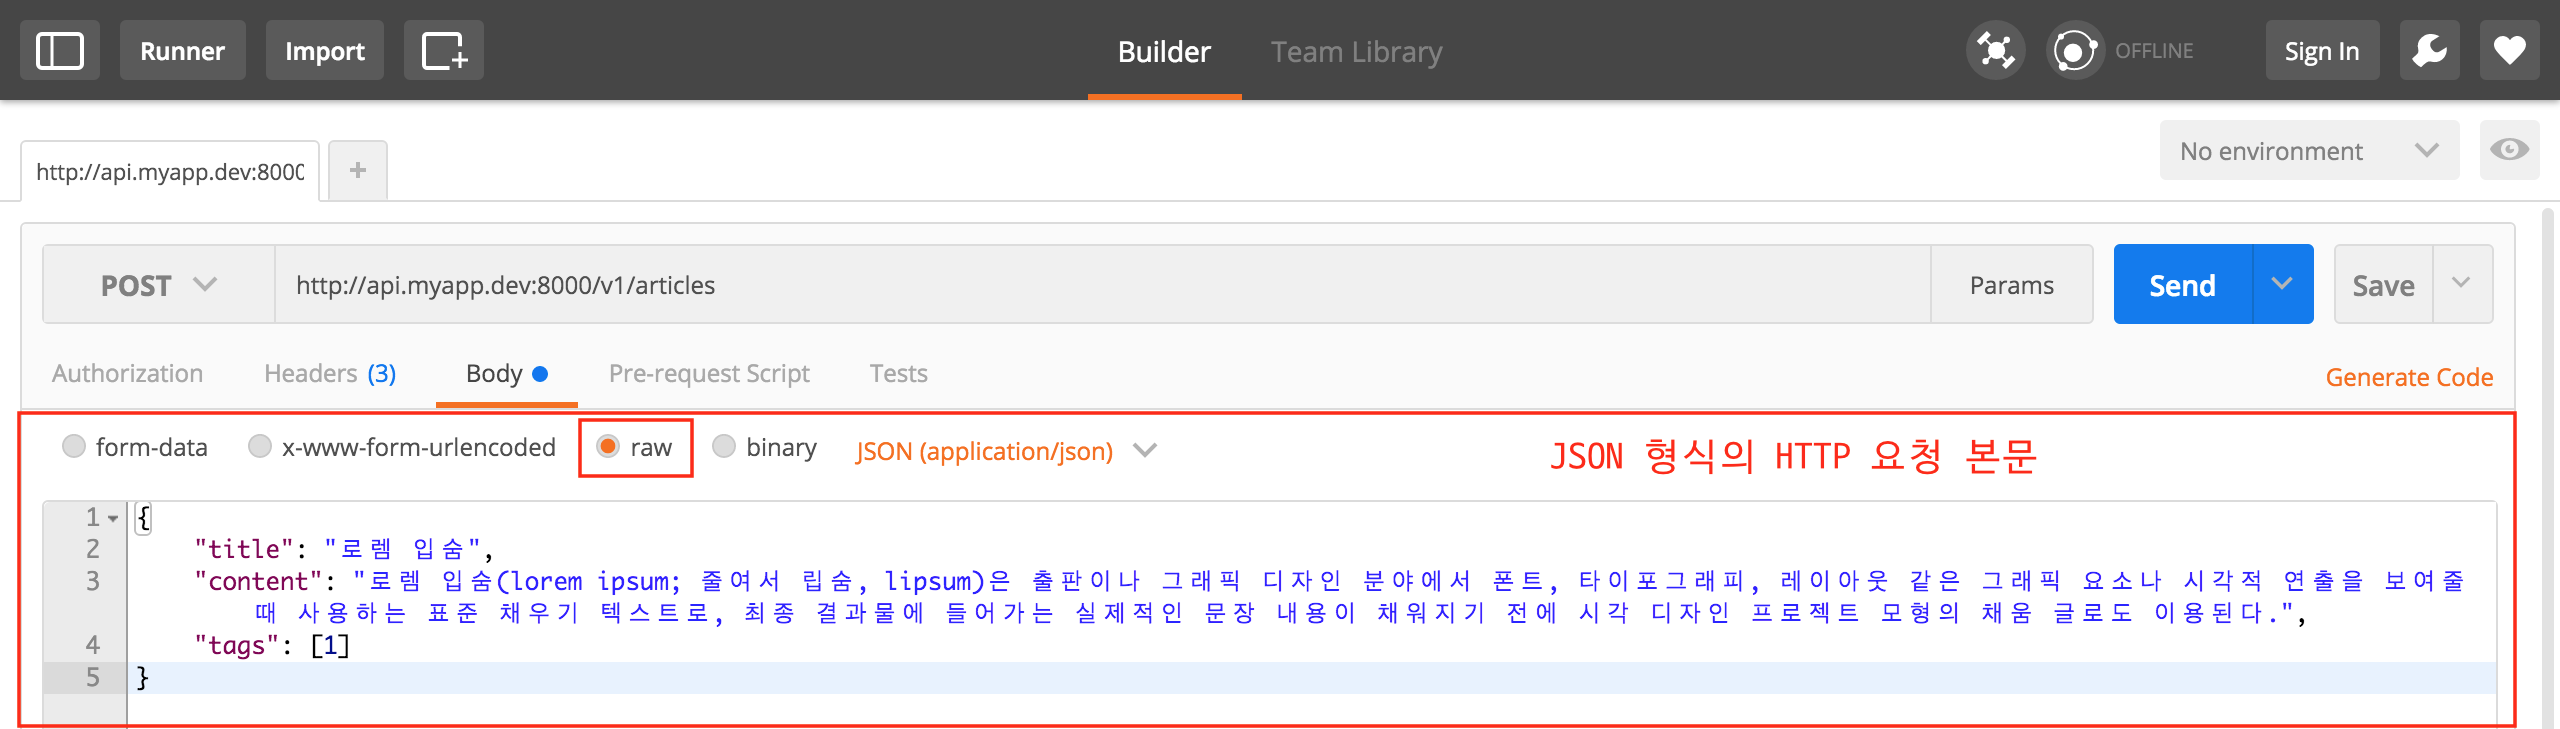 Runner Import Builder Team Library OFFLINE Sign In
http://api.myapp.dev:8000 + No environment
POST http://api.myapp.dev:8000/v1/articles Params Send Save
Authorization Headers (3) Body Pre-request Script Tests Generate Code
form-data x-www-form-urlencoded raw binary JSON (application/json) JSON 형식의 HTTP 요청 본문
1 {
2 "title": "로렘 입숨",
3 "content": "로렘 입숨(lorem ipsum; 줄여서 립숨, lipsum)은 출판이나 그래픽 디자인 분야에서 폰트, 타이포그래피, 레이아웃 같은 그래픽 요소나 시각적 연출을 보여줄
때 사용하는 표준 채우기 텍스트로, 최종 결과물에 들어가는 실제적인 문장 내용이 채워지기 전에 시각 디자인 프로젝트 모형의 채움 글로도 이용된다.",
4 "tags": [1]
5 }